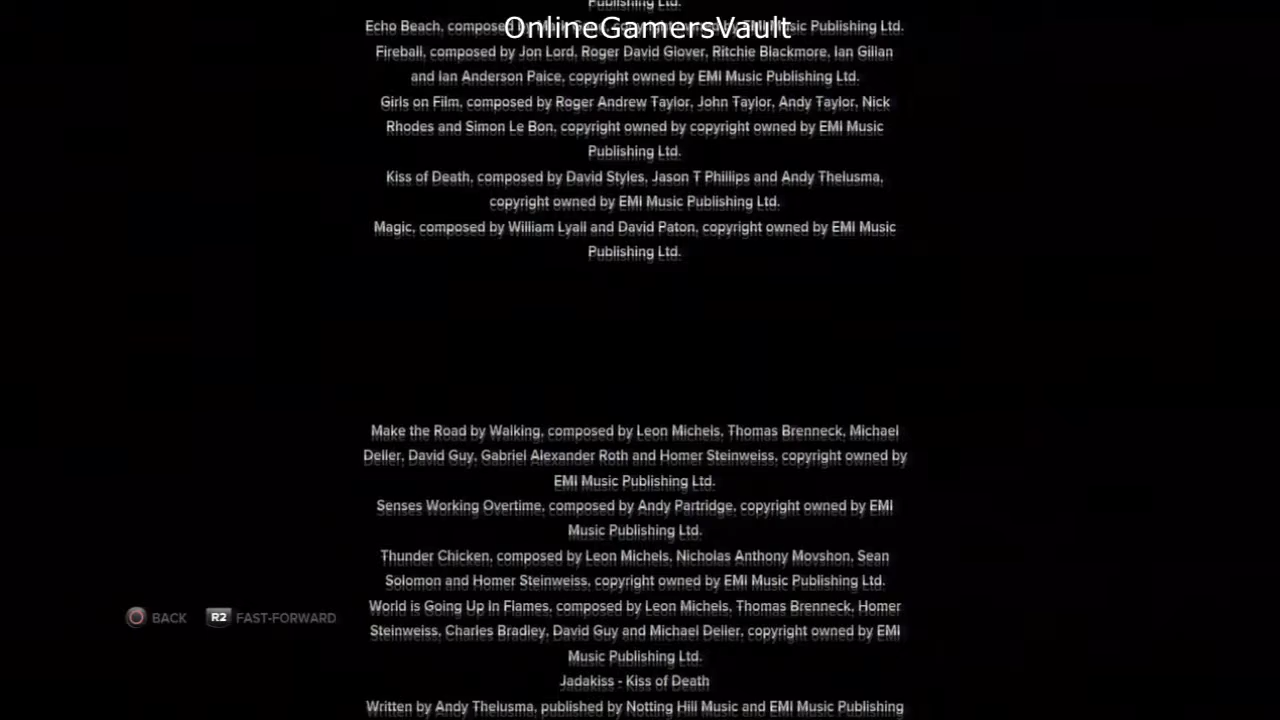 Publishing Ltd.
OnlineGamersVault
Echo Beach, composed by Mark Gane, copyright owned by EMI Music Publishing Ltd.
Fireball, composed by Jon Lord, Roger David Glover, Ritchie Blackmore, Ian Gillan
and Ian Anderson Paice, copyright owned by EMI Music Publishing Ltd.
Girls on Film, composed by Roger Andrew Taylor, John Taylor, Andy Taylor, Nick
Rhodes and Simon Le Bon, copyright owned by copyright owned by EMI Music
Publishing Ltd.
Kiss of Death, composed by David Styles, Jason T Phillips and Andy Thelusma,
copyright owned by EMI Music Publishing Ltd.
Magic, composed by William Lyall and David Paton, copyright owned by EMI Music
Publishing Ltd.
Make the Road by Walking, composed by Leon Michels, Thomas Brenneck, Michael
Deller, David Guy, Gabriel Alexander Roth and Homer Steinweiss, copyright owned by
EMI Music Publishing Ltd.
Senses Working Overtime, composed by Andy Partridge, copyright owned by EMI
Music Publishing Ltd.
Thunder Chicken, composed by Leon Michels, Nicholas Anthony Movshon, Sean
Solomon and Homer Steinweiss, copyright owned by EMI Music Publishing Ltd.
World is Going Up In Flames, composed by Leon Michels, Thomas Brenneck, Homer
Steinweiss, Charles Bradley, David Guy and Michael Deller, copyright owned by EMI
Music Publishing Ltd.
Jadakiss - Kiss of Death
Written by Andy Thelusma, published by Notting Hill Music and EMI Music Publishing
BACK R2 FAST-FORWARD